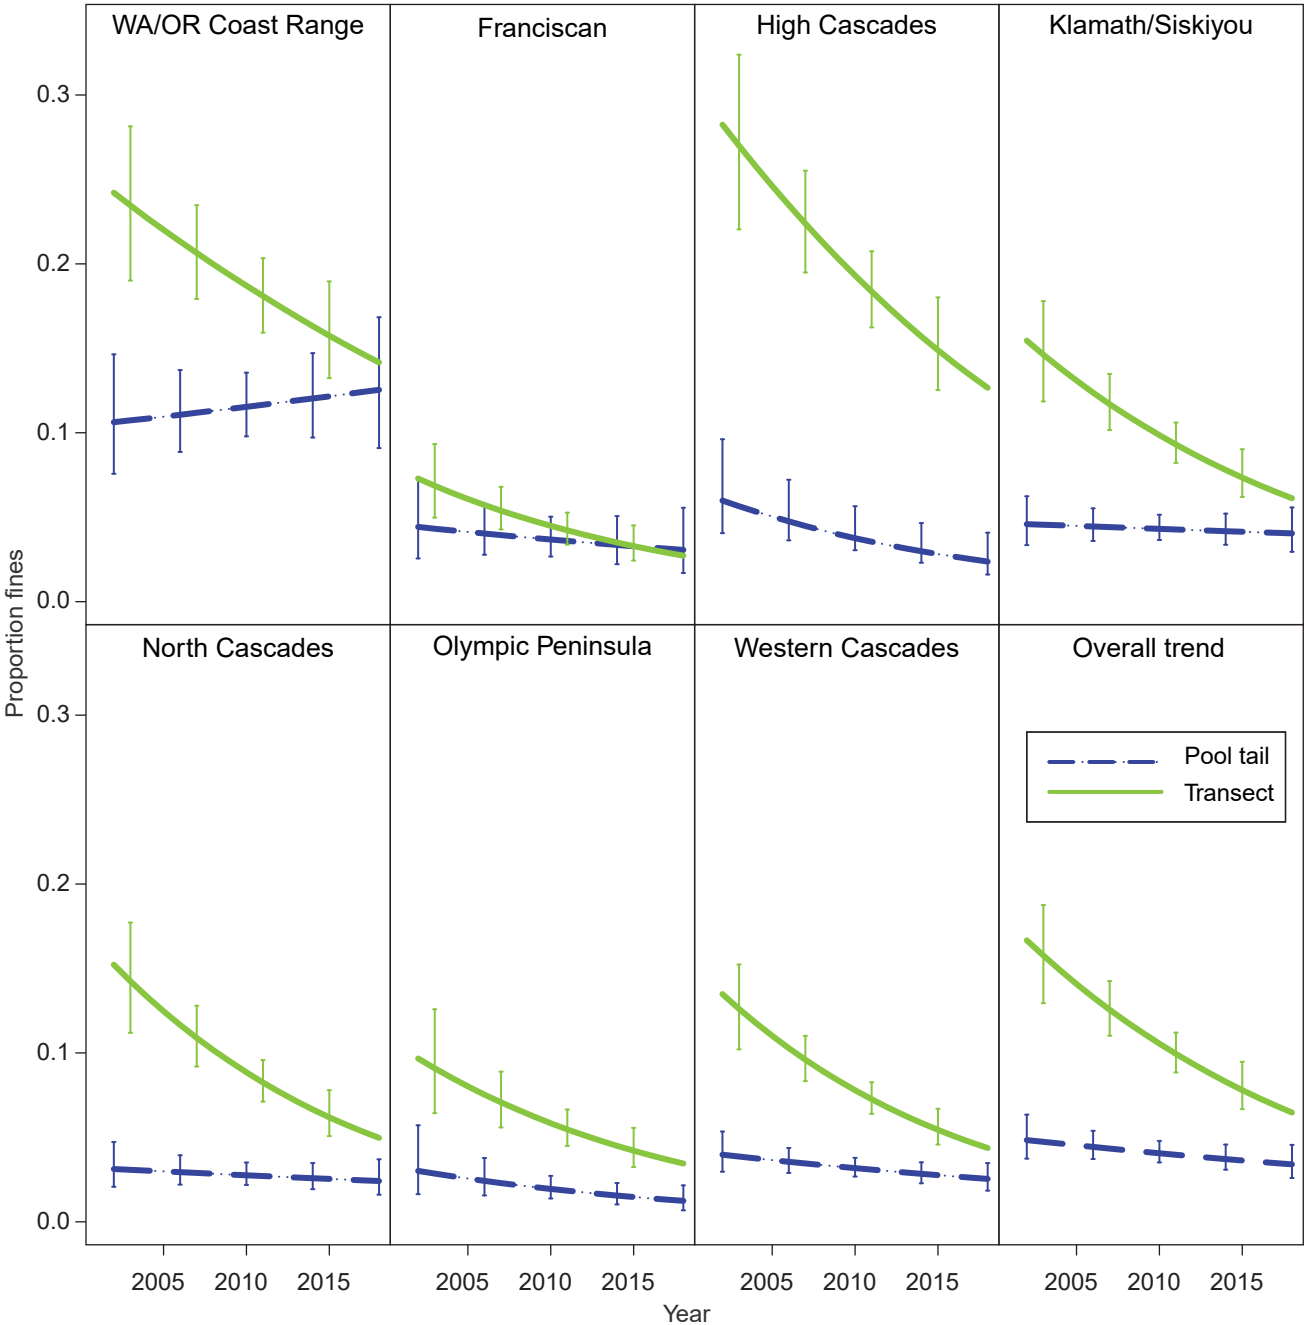 WA/OR Coast Range
Franciscan
High Cascades
Klamath/Siskiyou
0.3
0.2
0.1
0.0
Proportion fines
North Cascades
Olympic Peninsula
Western Cascades
Overall trend
0.3
0.2
0.1
0.0
Pool tail
Transect
2005 2010 2015
2005 2010 2015
2005 2010 2015
2005 2010 2015
Year